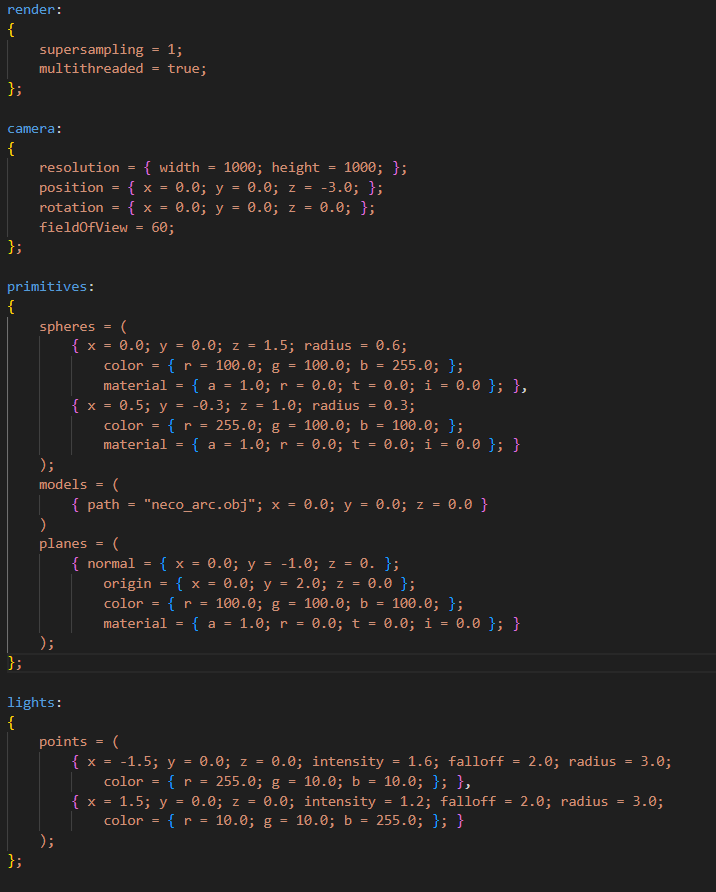 render:
{
    supersampling = 1;
    multithreaded = true;
};

camera:
{
    resolution = { width = 1000; height = 1000; };
    position = { x = 0.0; y = 0.0; z = -3.0; };
    rotation = { x = 0.0; y = 0.0; z = 0.0; };
    fieldOfView = 60;
};

primitives:
{
    spheres = (
        { x = 0.0; y = 0.0; z = 1.5; radius = 0.6;
            color = { r = 100.0; g = 100.0; b = 255.0; };
            material = { a = 1.0; r = 0.0; t = 0.0; i = 0.0 }; },
        { x = 0.5; y = -0.3; z = 1.0; radius = 0.3;
            color = { r = 255.0; g = 100.0; b = 100.0; };
            material = { a = 1.0; r = 0.0; t = 0.0; i = 0.0 }; }
    );
    models = (
        { path = "neco_arc.obj"; x = 0.0; y = 0.0; z = 0.0 }
    )
    planes = (
        { normal = { x = 0.0; y = -1.0; z = 0. };
            origin = { x = 0.0; y = 2.0; z = 0.0 };
            color = { r = 100.0; g = 100.0; b = 100.0; };
            material = { a = 1.0; r = 0.0; t = 0.0; i = 0.0 }; }
    );
};

lights:
{
    points = (
        { x = -1.5; y = 0.0; z = 0.0; intensity = 1.6; falloff = 2.0; radius = 3.0;
            color = { r = 255.0; g = 10.0; b = 10.0; }; },
        { x = 1.5; y = 0.0; z = 0.0; intensity = 1.2; falloff = 2.0; radius = 3.0;
            color = { r = 10.0; g = 10.0; b = 255.0; }; }
    );
};